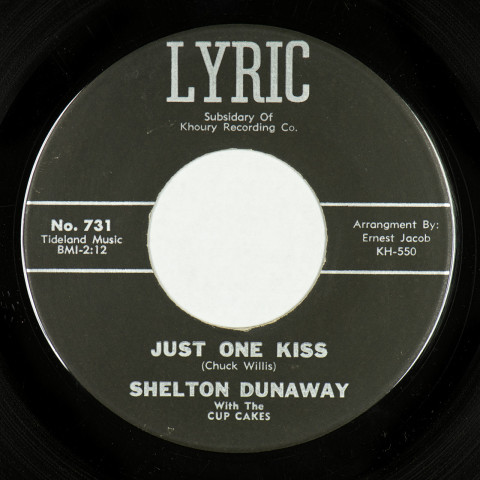 LYRIC
Subsidary Of
Khoury Recording Co.
No. 731
Tideland Music
BMI-2:12
Arrangment By:
Ernest Jacob
KH-550
JUST ONE KISS
(Chuck Willis)
SHELTON DUNAWAY
With The
CUP CAKES